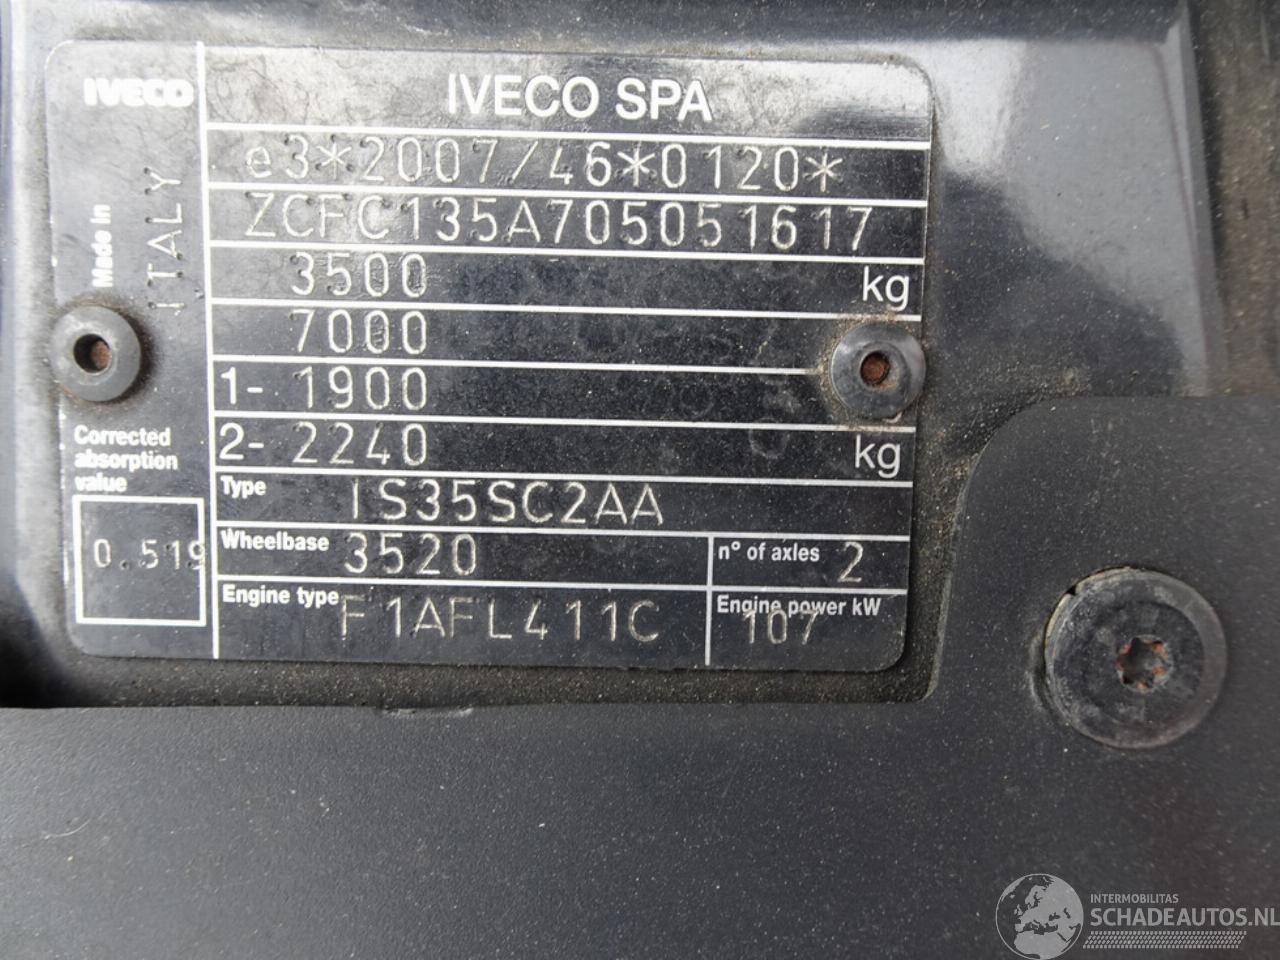 IVECO
IVECO SPA
Made in
ITALY
e3*2007/46*0120*
ZCFC135A705051617
3500 kg
7000
1- 1900
2- 2240 kg
Corrected
absorption
value
0.519
Type IS35SC2AA
Wheelbase 3520
n° of axles 2
Engine type F1AFL411C
Engine power kW
107
INTERMOBILITAS
SCHADEAUTOS.NL